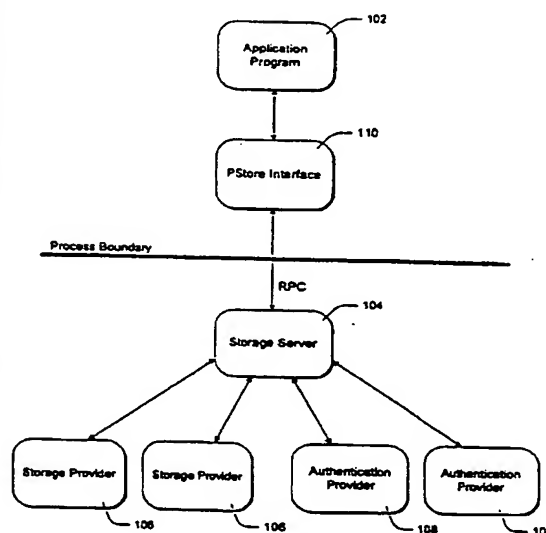 102
Application
Program
110
PStore Interface
Process Boundary
RPC
104
Storage Server
Storage Provider
Storage Provider
Authentication
Provider
Authentication
Provider
106
106
108
10